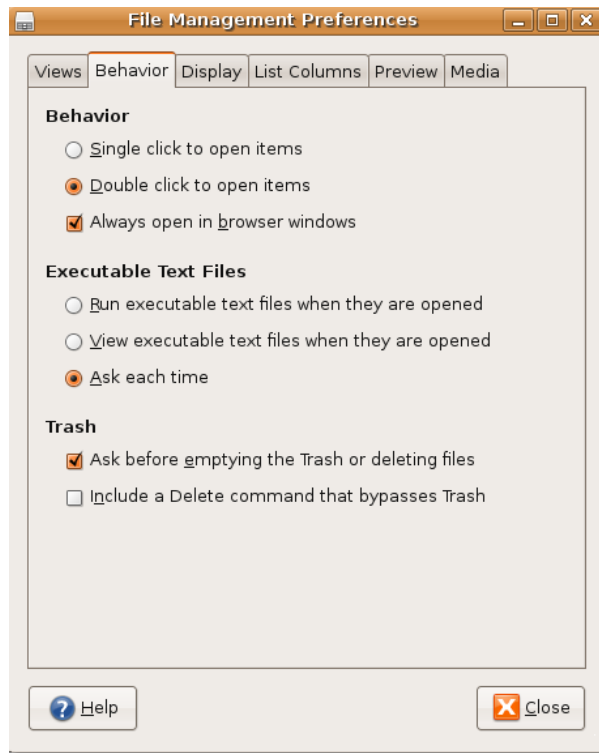 File Management Preferences
Views Behavior Display List Columns Preview Media
Behavior
Single click to open items
Double click to open items
Always open in browser windows
Executable Text Files
Run executable text files when they are opened
View executable text files when they are opened
Ask each time
Trash
Ask before emptying the Trash or deleting files
Include a Delete command that bypasses Trash
Help Close